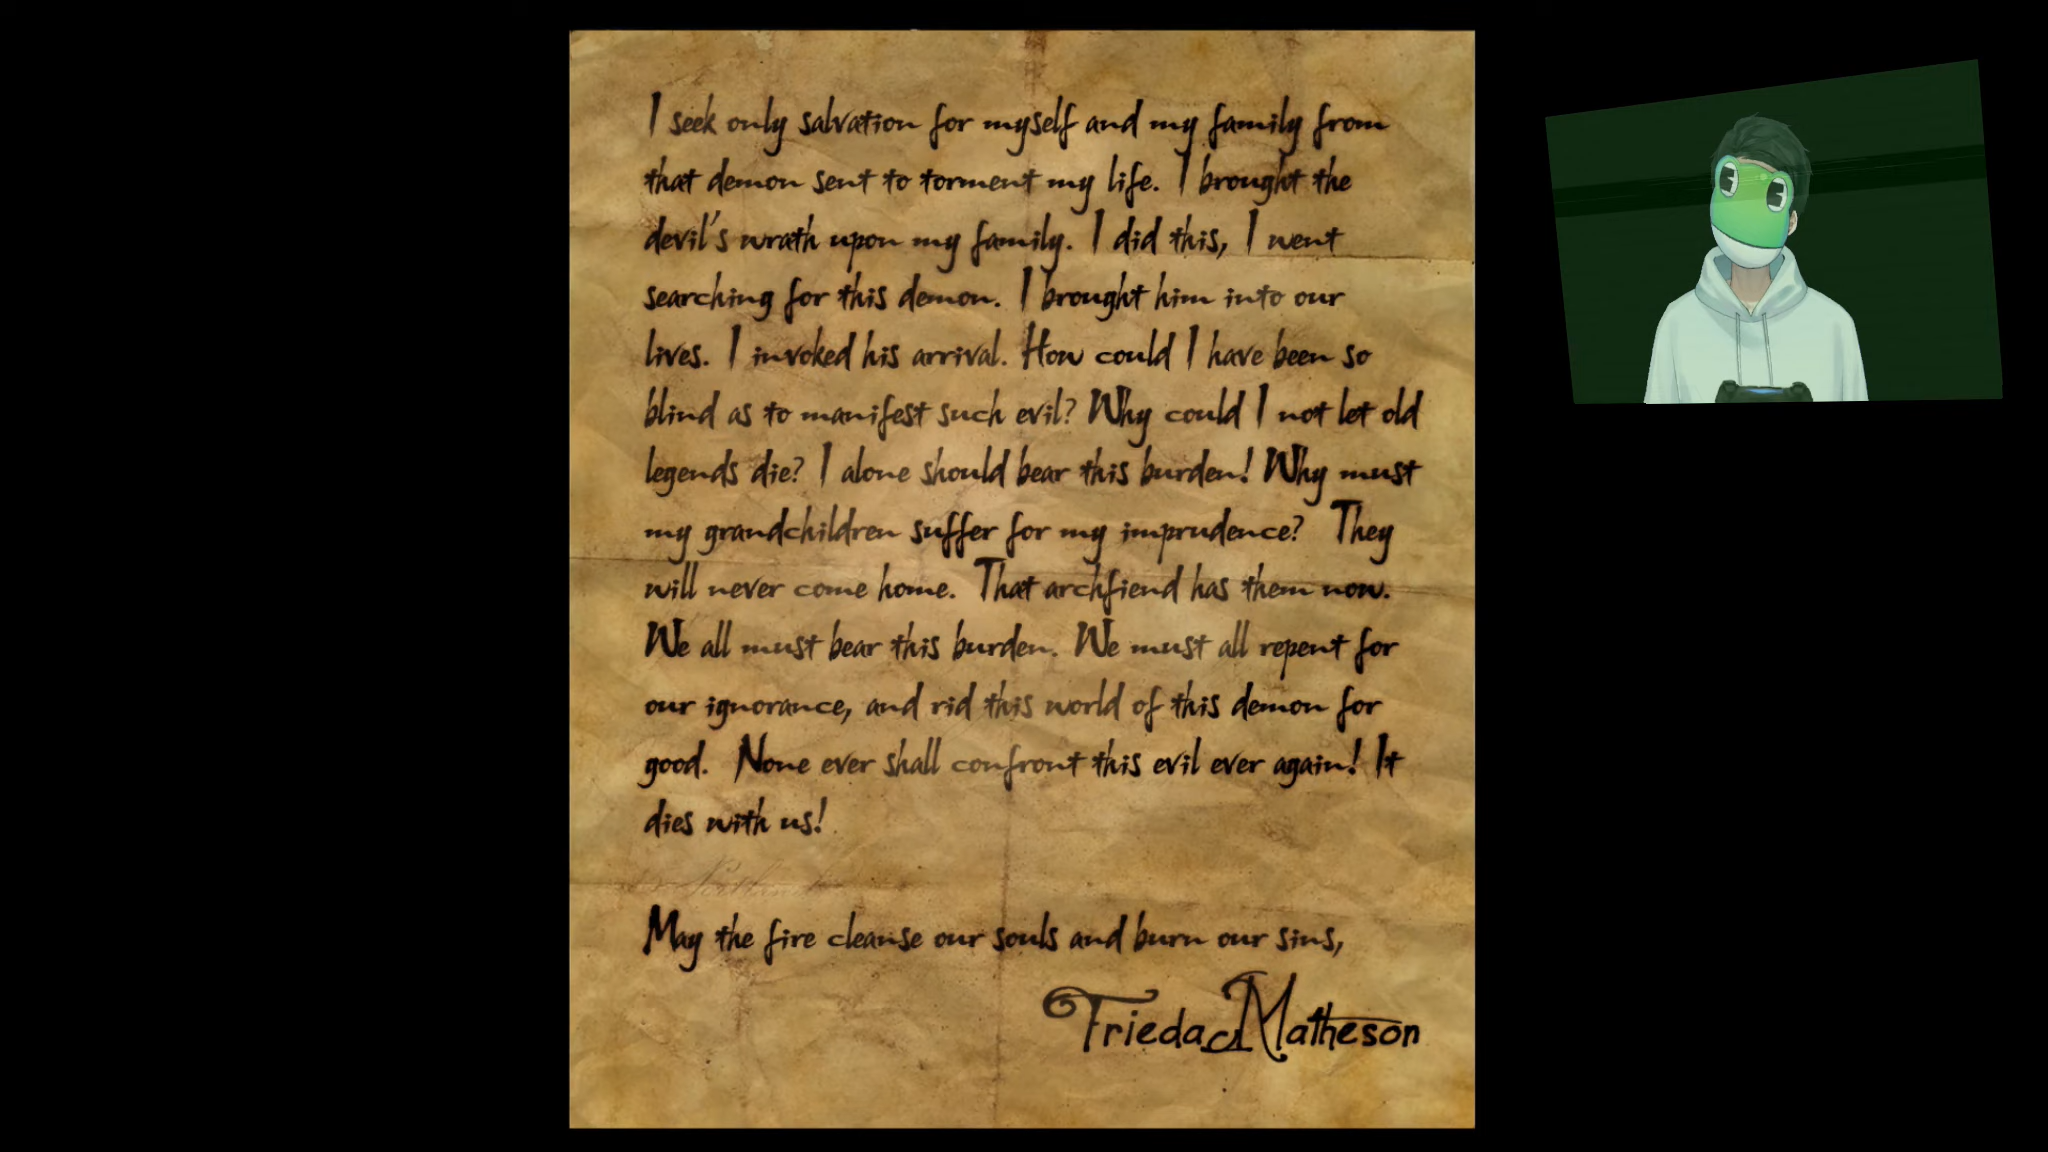 I seek only salvation for myself and my family from
that demon sent to torment my life. I brought the
devil's wrath upon my family. I did this, I went
searching for this demon. I brought him into our
lives. I invoked his arrival. How could I have been so
blind as to manifest such evil? Why could I not let old
legends die? I alone should bear this burden! Why must
my grandchildren suffer for my imprudence? They
will never come home. That archfiend has them now.
We all must bear this burden. We must all repent for
our ignorance, and rid this world of this demon for
good. None ever shall confront this evil ever again! It
dies with us!
May the fire cleanse our souls and burn our sins,
Frieda Matheson